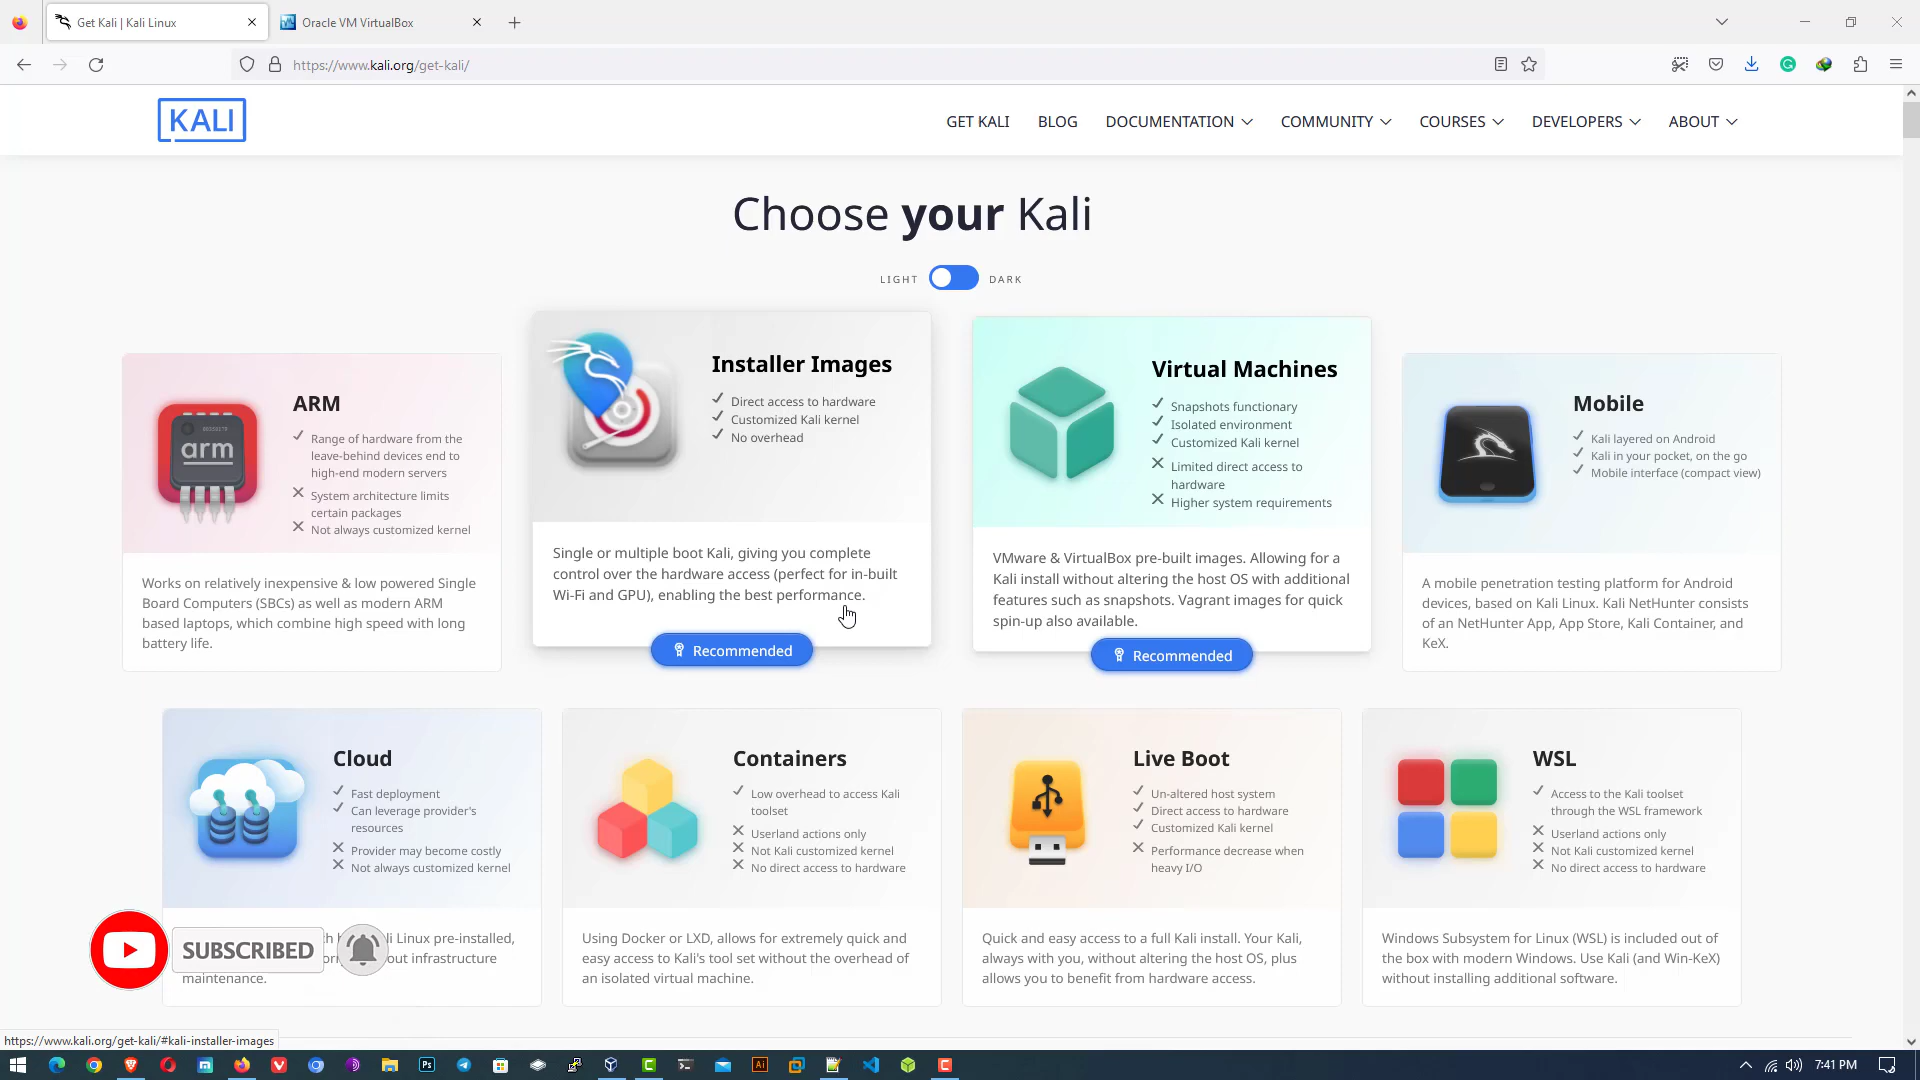 Get Kali | Kali Linux
Oracle VM VirtualBox
https://www.kali.org/get-kali/
KALI
GET KALI
BLOG
DOCUMENTATION
COMMUNITY
COURSES
DEVELOPERS
ABOUT
Choose your Kali
LIGHT
DARK
ARM
Range of hardware from the
leave-behind devices end to
high-end modern servers
System architecture limits
certain packages
Not always customized kernel
arm
Works on relatively inexpensive & low powered Single
Board Computers (SBCs) as well as modern ARM
based laptops, which combine high speed with long
battery life.
Installer Images
Direct access to hardware
Customized Kali kernel
No overhead
Single or multiple boot Kali, giving you complete
control over the hardware access (perfect for in-built
Wi-Fi and GPU), enabling the best performance.
Recommended
Virtual Machines
Snapshots functionary
Isolated environment
Customized Kali kernel
Limited direct access to
hardware
Higher system requirements
VMware & VirtualBox pre-built images. Allowing for a
Kali install without altering the host OS with additional
features such as snapshots. Vagrant images for quick
spin-up also available.
Recommended
Mobile
Kali layered on Android
Kali in your pocket, on the go
Mobile interface (compact view)
A mobile penetration testing platform for Android
devices, based on Kali Linux. Kali NetHunter consists
of an NetHunter App, App Store, Kali Container, and
KeX.
Cloud
Fast deployment
Can leverage provider's
resources
Provider may become costly
Not always customized kernel
Linux pre-installed,
infrastructure
maintenance.
SUBSCRIBED
Containers
Low overhead to access Kali
toolset
Userland actions only
Not Kali customized kernel
No direct access to hardware
Using Docker or LXD, allows for extremely quick and
easy access to Kali's tool set without the overhead of
an isolated virtual machine.
Live Boot
Un-altered host system
Direct access to hardware
Customized Kali kernel
Performance decrease when
heavy I/O
Quick and easy access to a full Kali install. Your Kali,
always with you, without altering the host OS, plus
allows you to benefit from hardware access.
WSL
Access to the Kali toolset
through the WSL framework
Userland actions only
Not Kali customized kernel
No direct access to hardware
Windows Subsystem for Linux (WSL) is included out of
the box with modern Windows. Use Kali (and Win-KeX)
without installing additional software.
https://www.kali.org/get-kali/#kali-installer-images
Ps
Ai
7:41 PM